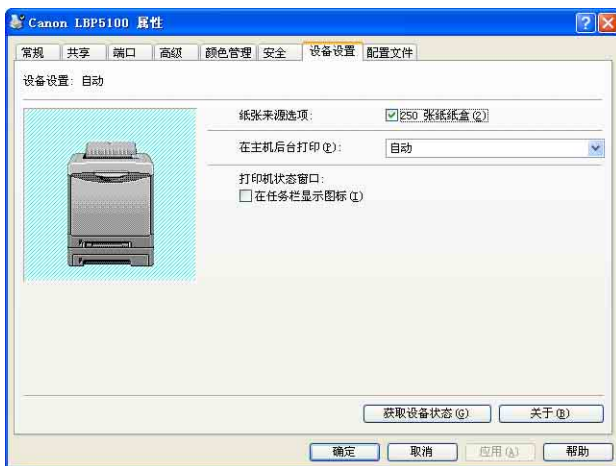 Canon LBP5100 属性
常规 共享 端口 高级 颜色管理 安全 设备设置 配置文件
设备设置: 自动
纸张来源选项: 250 张纸纸盒(2)
在主机后台打印(P): 自动
打印机状态窗口:
在任务栏显示图标(I)
获取设备状态(G) 关于(B)
确定 取消 应用(A) 帮助